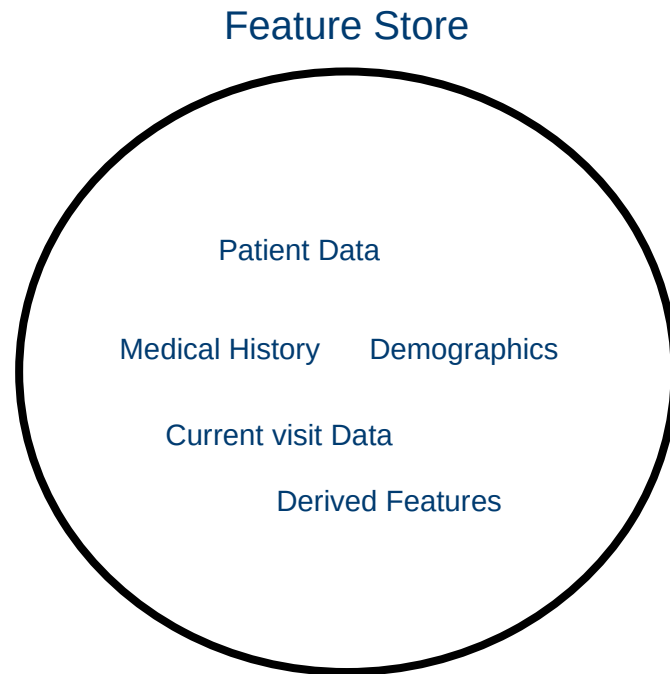 Feature Store
Patient Data
Medical History Demographics
Current visit Data
Derived Features